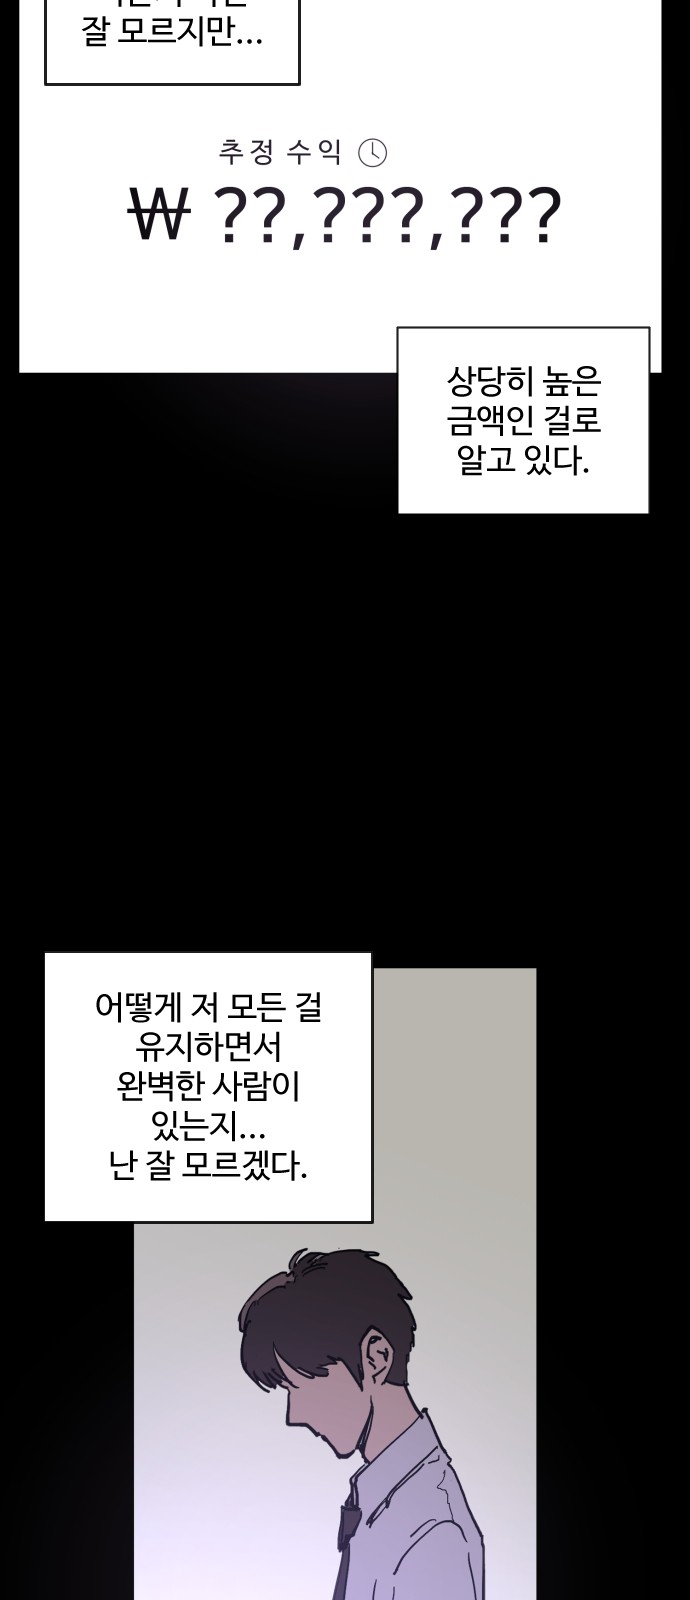 잘 모르지만...
추정 수익
₩ ??,???,???
상당히 높은
금액인 걸로
알고 있다.
어떻게 저 모든 걸
유지하면서
완벽한 사람이
있는지...
난 잘 모르겠다.